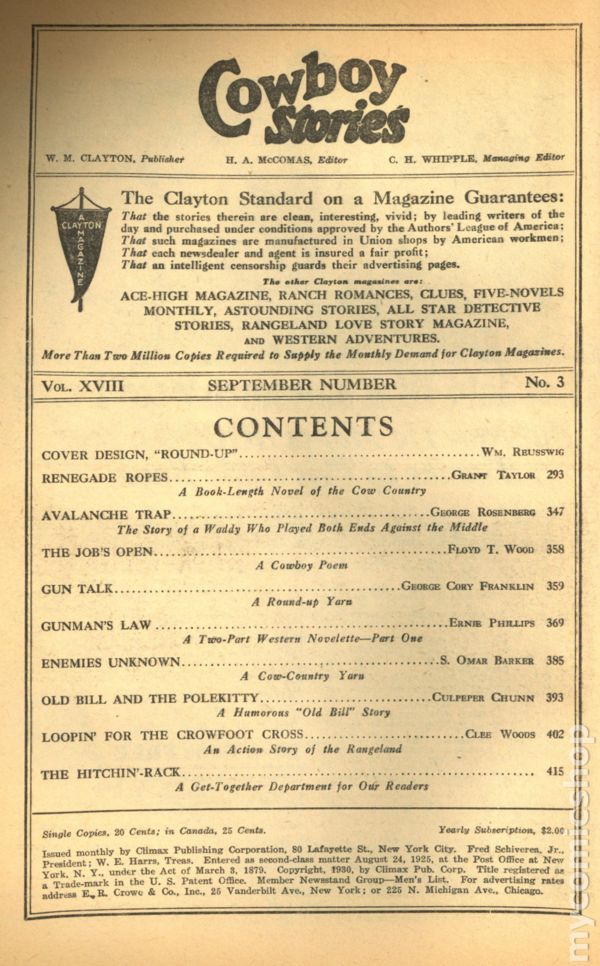 Cowboy
Stories
W. M. CLAYTON, Publisher H. A. McCOMAS, Editor C. H. WHIPPLE, Managing Editor
A
CLAYTON
MAGAZINE
The Clayton Standard on a Magazine Guarantees:
That the stories therein are clean, interesting, vivid; by leading writers of the
day and purchased under conditions approved by the Authors' League of America;
That such magazines are manufactured in Union shops by American workmen;
That each newsdealer and agent is insured a fair profit;
That an intelligent censorship guards their advertising pages.
The other Clayton magazines are:
ACE-HIGH MAGAZINE, RANCH ROMANCES, CLUES, FIVE-NOVELS
MONTHLY, ASTOUNDING STORIES, ALL STAR DETECTIVE
STORIES, RANGELAND LOVE STORY MAGAZINE,
AND WESTERN ADVENTURES.
More Than Two Million Copies Required to Supply the Monthly Demand for Clayton Magazines.
VOL. XVIII SEPTEMBER NUMBER No. 3
CONTENTS
COVER DESIGN, "ROUND-UP" WM. REUSSWIG
RENEGADE ROPES GRANT TAYLOR 293
A Book-Length Novel of the Cow Country
AVALANCHE TRAP GEORGE ROSENBERG 347
The Story of a Waddy Who Played Both Ends Against the Middle
THE JOB'S OPEN FLOYD T. WOOD 358
A Cowboy Poem
GUN TALK GEORGE CORY FRANKLIN 359
A Round-up Yarn
GUNMAN'S LAW ERNIE PHILLIPS 369
A Two-Part Western Novelette—Part One
ENEMIES UNKNOWN S. OMAR BARKER 385
A Cow-Country Yarn
OLD BILL AND THE POLEKITTY CULPEPER CHUNN 393
A Humorous "Old Bill" Story
LOOPIN' FOR THE CROWFOOT CROSS CLEE WOODS 402
An Action Story of the Rangeland
THE HITCHIN'-RACK 415
A Get-Together Department for Our Readers
Single Copies, 20 Cents; in Canada, 25 Cents. Yearly Subscription, $2.00
Issued monthly by Climax Publishing Corporation, 80 Lafayette St., New York City. Fred Schiverea, Jr.,
President; W. E. Harrs, Treas. Entered as second-class matter August 24, 1925, at the Post Office at New
York, N. Y., under the Act of March 3, 1879. Copyright, 1930, by Climax Pub. Corp. Title registered as
a Trade-mark in the U. S. Patent Office. Member Newsstand Group—Men's List. For advertising rates
address E. R. Crowe & Co., Inc., 25 Vanderbilt Ave., New York; or 225 N. Michigan Ave., Chicago.
mycomicshop